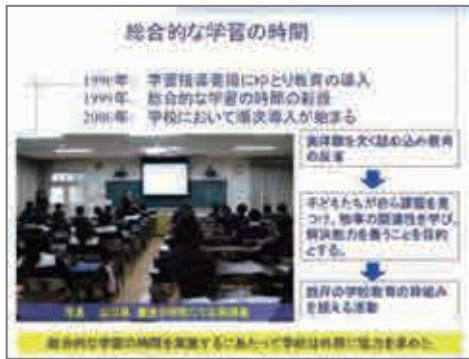 総合的な学習の時間
学習指導要領にゆとり教育の導入
1999年 総合的な学習の時間の創設
2000年 学校において順次導入が始まる
実体験を欠く詰め込み教育
の反省
子どもたちが自ら課題を見
つけ、物事の関連性を学び、
解決能力を養うことを目的
とする。
既存の学校教育の枠組み
を超える活動
写真 山口県
総合的な学習の時間を実施するにあたって学校は外部に協力を求めた